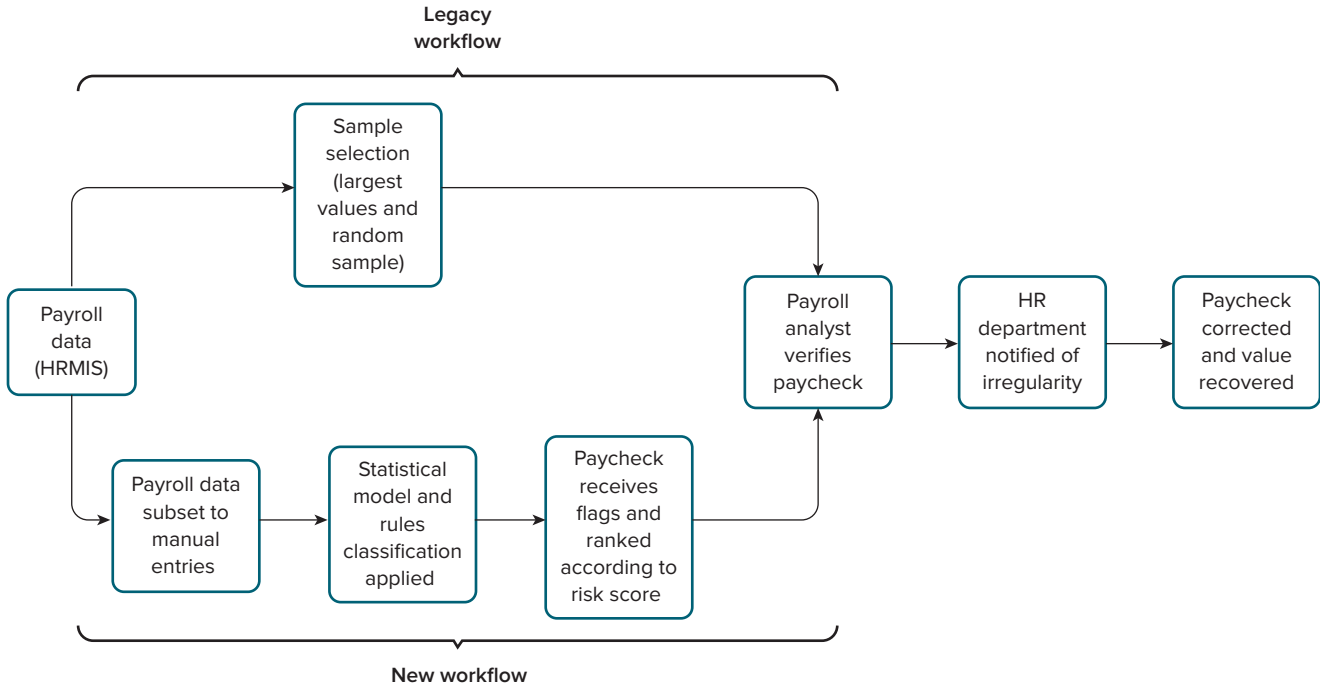 Legacy
workflow
Sample
selection
(largest
values and
random
sample)
Payroll
data
(HRMIS)
Payroll
analyst
verifies
paycheck
HR
department
notified of
irregularity
Paycheck
corrected
and value
recovered
Payroll data
subset to
manual
entries
Statistical
model and
rules
classification
applied
Paycheck
receives
flags and
ranked
according to
risk score
New workflow